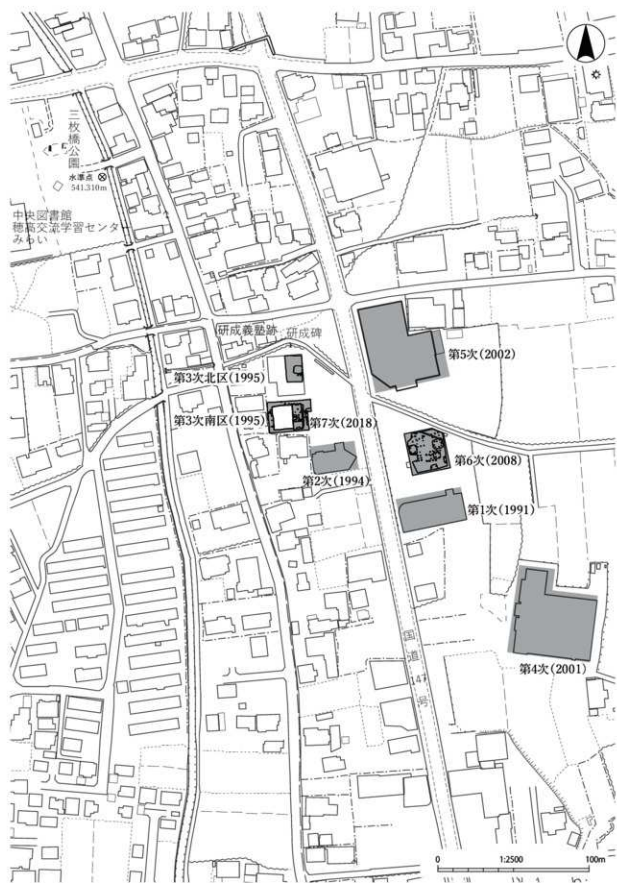 三枚橋公園
水準点
541.310m
中央図書館
穂高交流学習センター
みらい
研成義塾跡
研成碑
第5次(2002)
第3次北区(1995)
第3次南区(1995)
第7次(2018)
第6次(2008)
第2次(1994)
第1次(1991)
第4次(2001)
国道147号
0
1:2500
100m